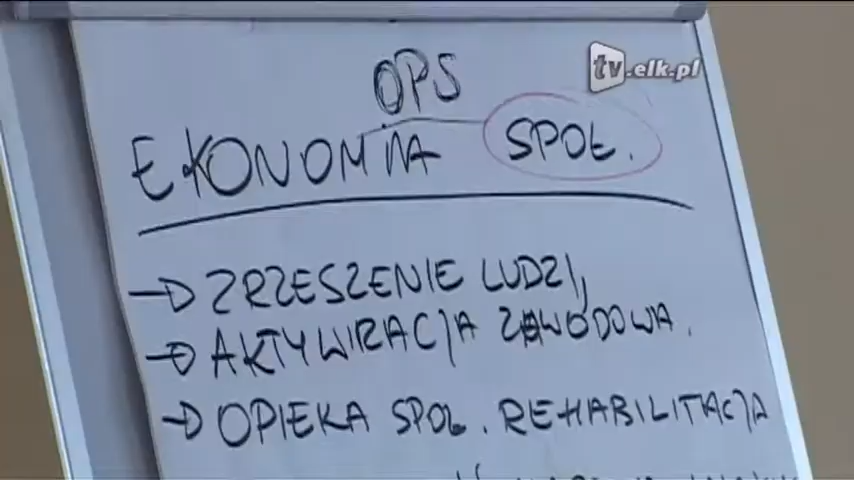 OPS
tv.elk.pl
EKONOMIA SPOŁ.
→ ZRZESZENIE LUDZI,
→ AKTYWIZACJA ZAWODOWA.
→ OPIEKA SPOŁ. REHABILITACJA